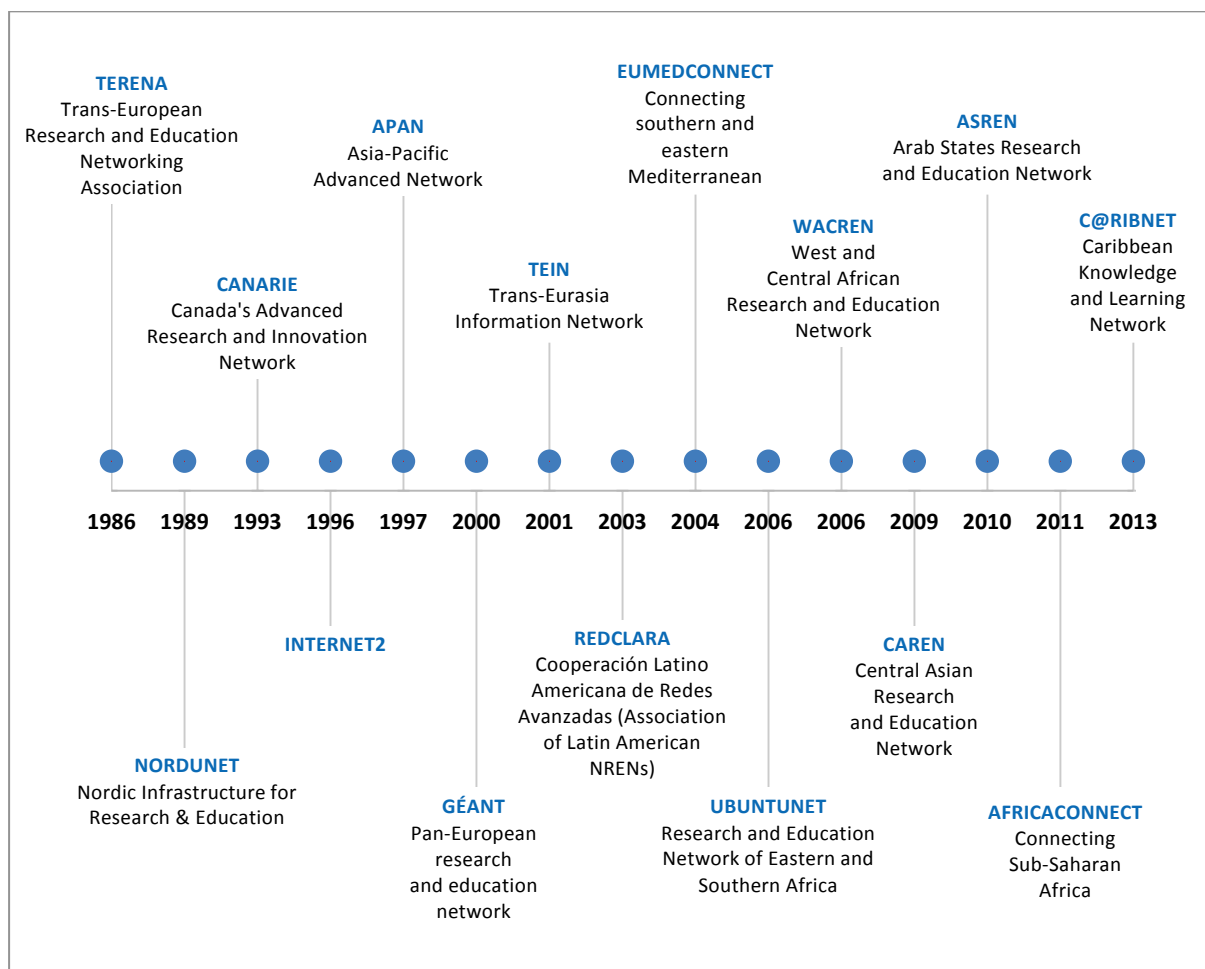 TERENA
Trans-European
Research and Education
Networking
Association
CANARIE
Canada's Advanced
Research and Innovation
Network
APAN
Asia-Pacific
Advanced Network
TEIN
Trans-Eurasia
Information Network
EUMEDCONNECT
Connecting
southern and
eastern
Mediterranean
WACREN
West and
Central African
Research and Education
Network
ASREN
Arab States Research
and Education Network
C@RIBNET
Caribbean
Knowledge
and Learning
Network
1986 1989 1993 1996 1997 2000 2001 2003 2004 2006 2006 2009 2010 2011 2013
NORDUNET
Nordic Infrastructure for
Research & Education
INTERNET2
GÉANT
Pan-European
research
and education
network
REDCLARA
Cooperación Latino
Americana de Redes
Avanzadas (Association
of Latin American
NRENs)
UBUNTUNET
Research and Education
Network of Eastern and
Southern Africa
CAREN
Central Asian
Research
and Education
Network
AFRICACONNECT
Connecting
Sub-Saharan
Africa